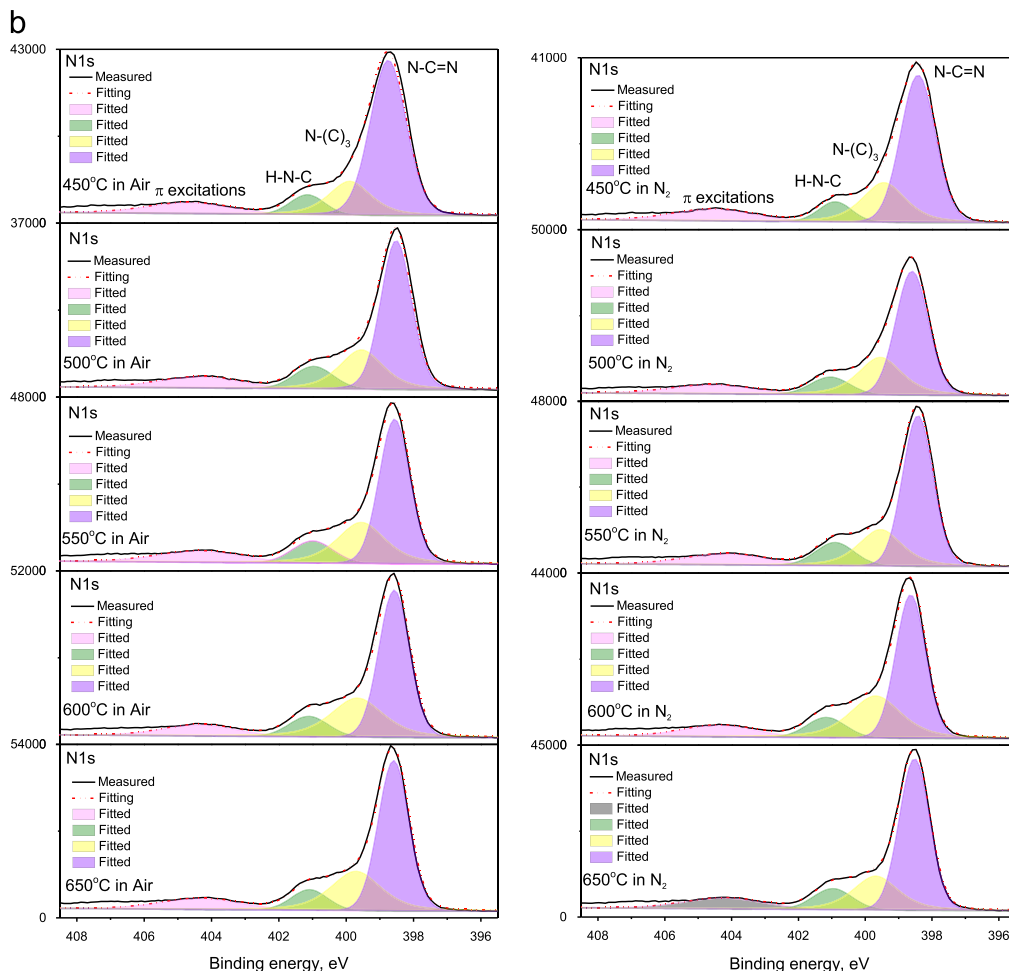 b
43000
N1s
Measured
Fitting
Fitted
Fitted
Fitted
Fitted
N-C=N
N-(C)3
H-N-C
π excitations
450°C in Air
37000
N1s
Measured
Fitting
Fitted
Fitted
Fitted
Fitted
500°C in Air
48000
N1s
Measured
Fitting
Fitted
Fitted
Fitted
Fitted
550°C in Air
52000
N1s
Measured
Fitting
Fitted
Fitted
Fitted
Fitted
600°C in Air
54000
N1s
Measured
Fitting
Fitted
Fitted
Fitted
Fitted
650°C in Air
0
408 406 404 402 400 398 396
Binding energy, eV
41000
N1s
Measured
Fitting
Fitted
Fitted
Fitted
Fitted
N-C=N
N-(C)3
H-N-C
π excitations
450°C in N2
50000
N1s
Measured
Fitting
Fitted
Fitted
Fitted
Fitted
500°C in N2
48000
N1s
Measured
Fitting
Fitted
Fitted
Fitted
Fitted
550°C in N2
44000
N1s
Measured
Fitting
Fitted
Fitted
Fitted
Fitted
600°C in N2
45000
N1s
Measured
Fitting
Fitted
Fitted
Fitted
Fitted
650°C in N2
0
408 406 404 402 400 398 396
Binding energy, eV